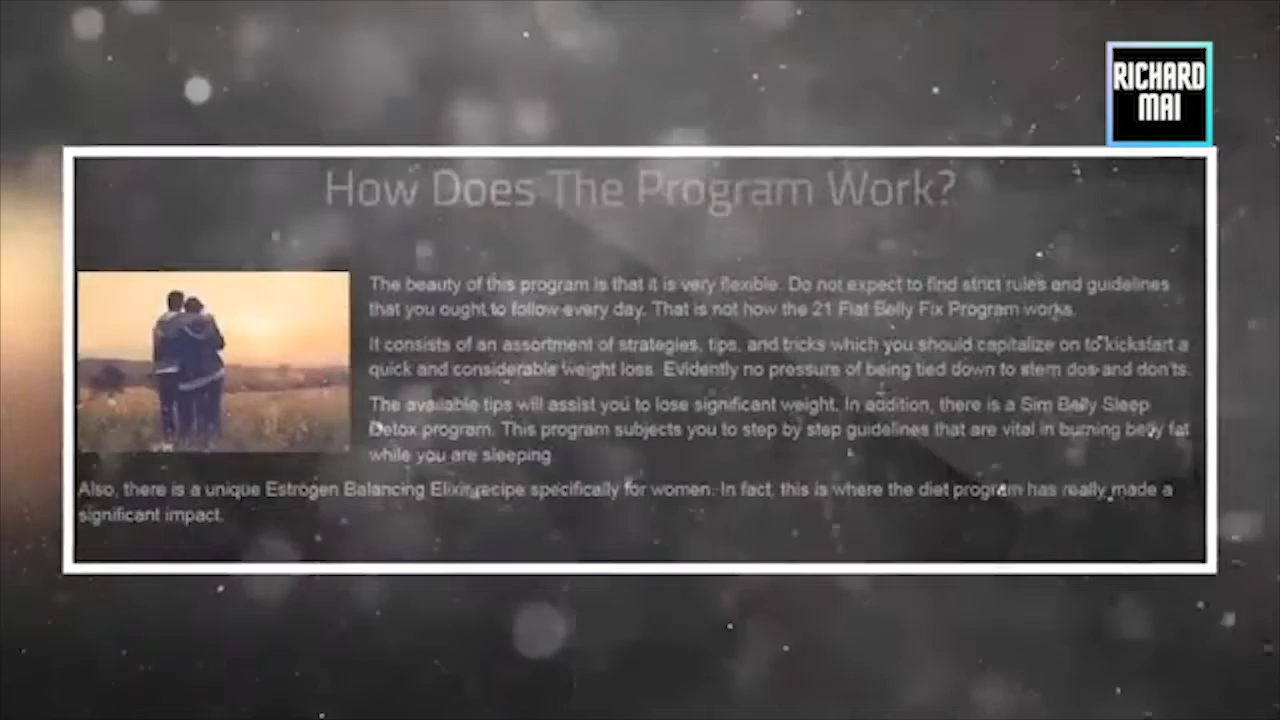 RICHARD
MAI
How Does The Program Work?
The beauty of this program is that it is very flexible. Do not expect to find strict rules and guidelines
that you ought to follow every day. That is not how the 21 Flat Belly Fix Program works.
It consists of an assortment of strategies, tips, and tricks which you should capitalize on to kickstart a
quick and considerable weight loss. Evidently no pressure of being tied down to stern dos and don'ts.
The available tips will assist you to lose significant weight. In addition, there is a Slim Belly Sleep
Detox program. This program subjects you to step by step guidelines that are vital in burning belly fat
while you are sleeping
Also, there is a unique Estrogen Balancing Elixir recipe specifically for women. In fact, this is where the diet program has really made a
significant impact.